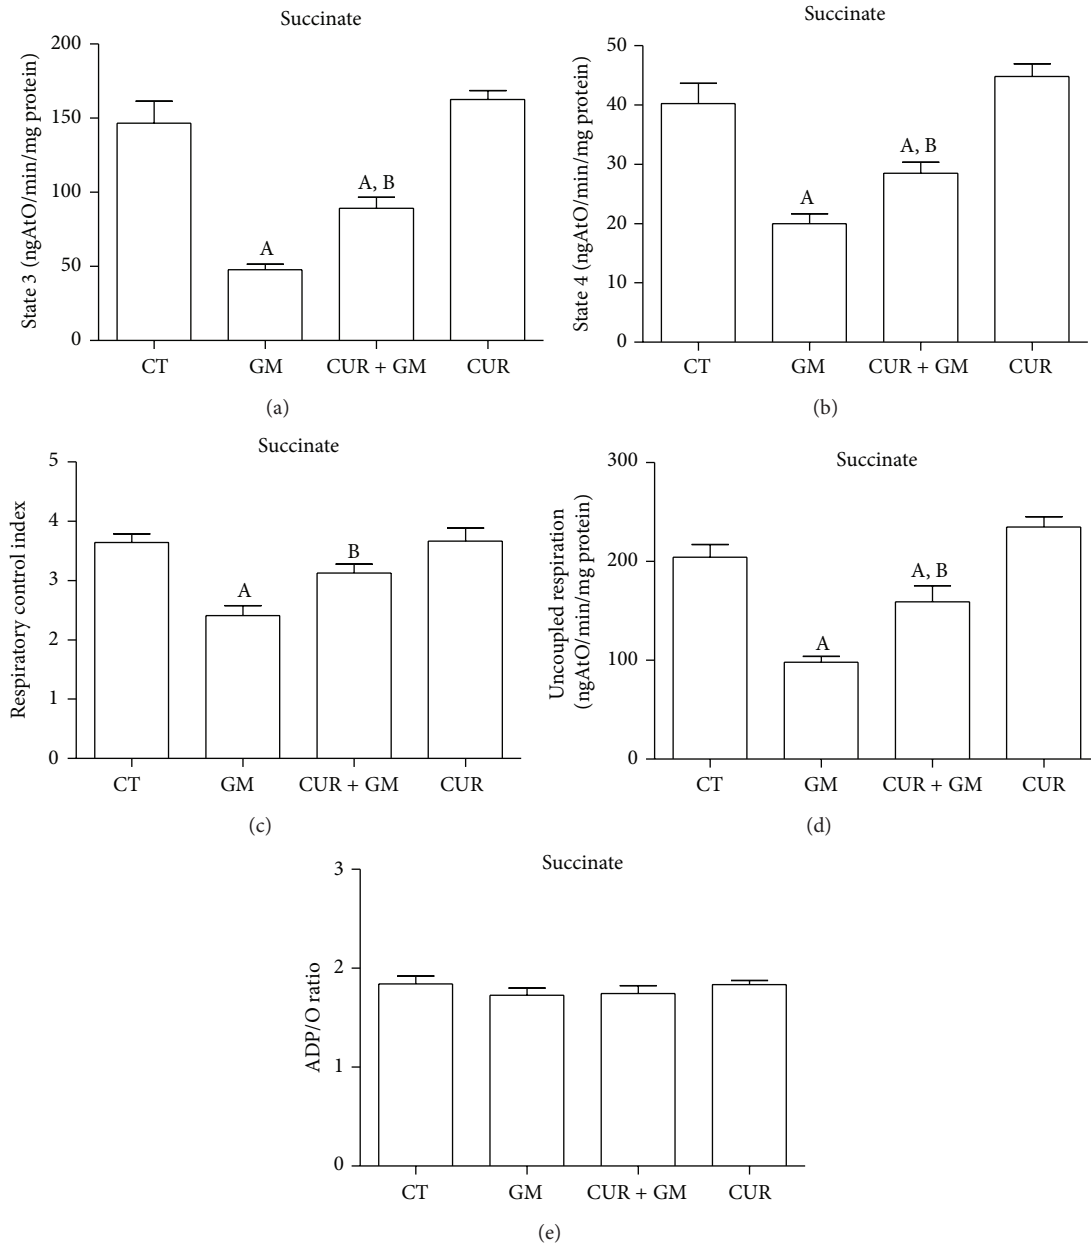 Succinate
State 3 (ngAtO/min/mg protein)
200
150
100
50
0
A
A, B
CT GM CUR + GM CUR
(a)
Succinate
State 4 (ngAtO/min/mg protein)
50
40
30
20
10
0
A
A, B
CT GM CUR + GM CUR
(b)
Succinate
Respiratory control index
5
4
3
2
1
0
A
B
CT GM CUR + GM CUR
(c)
Succinate
Uncoupled respiration
(ngAtO/min/mg protein)
300
200
100
0
A
A, B
CT GM CUR + GM CUR
(d)
Succinate
ADP/O ratio
3
2
1
0
CT GM CUR + GM CUR
(e)